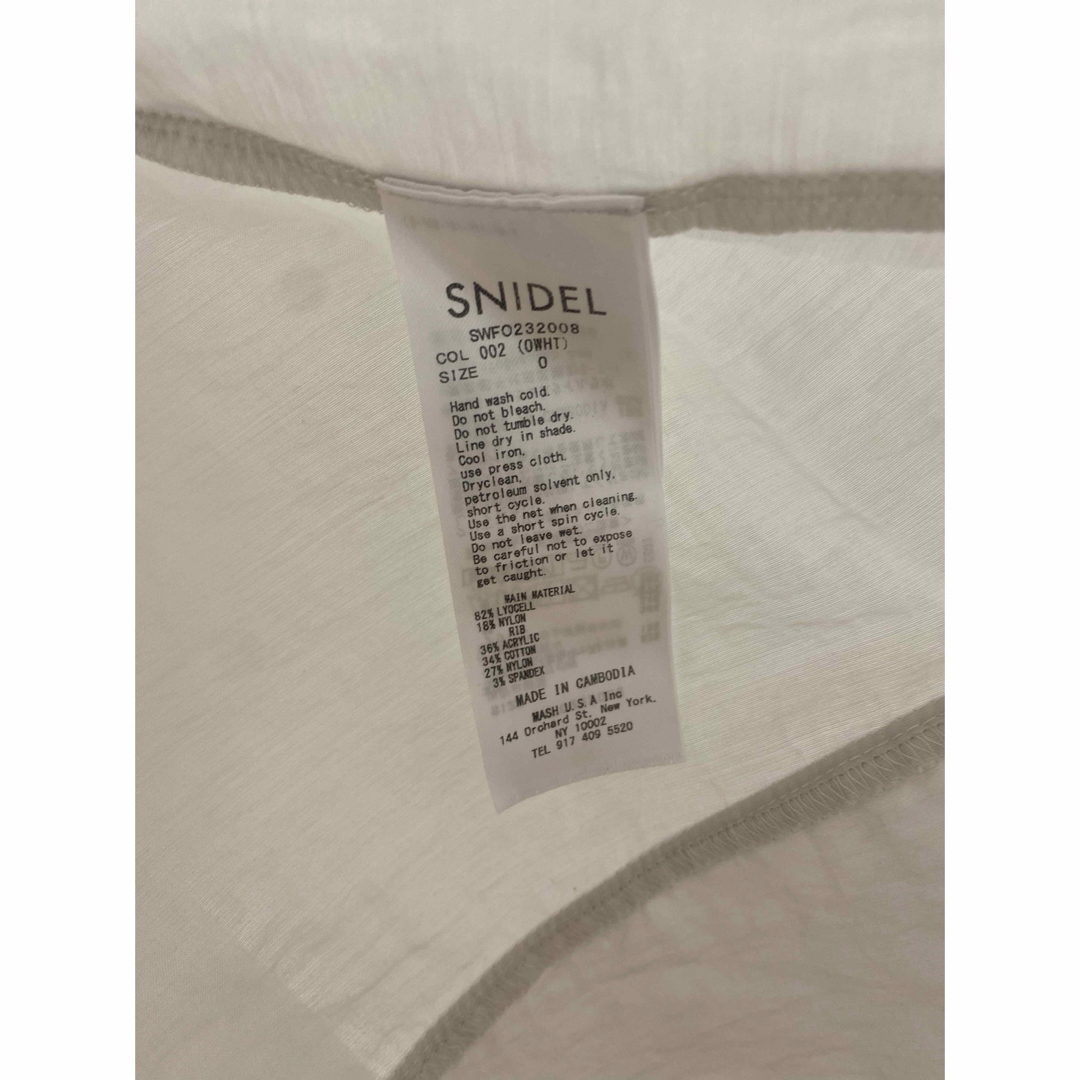 SNIDEL
SWFO232008
COL 002 (OWHT)
SIZE 0
Hand wash cold.
Do not bleach.
Do not tumble dry.
Line dry in shade.
Cool iron,
use press cloth.
Dryclean,
petroleum solvent only,
short cycle.
Use the net when cleaning.
Use a short spin cycle.
Do not leave wet.
Be careful not to expose
to friction or let it
get caught.
MAIN MATERIAL
82% LYOCELL
18% NYLON
RIB
36% ACRYLIC
34% COTTON
27% NYLON
3% SPANDEX
MADE IN CAMBODIA
MASH U.S.A Inc
144 Orchard St. New York.
NY 10002
TEL 917 409 5520